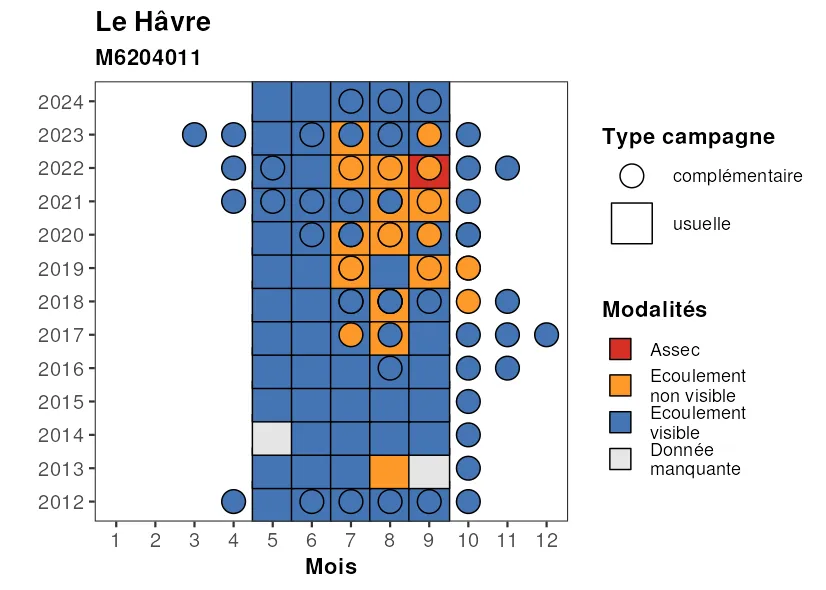 Le Hâvre
M6204011
2024
2023
2022
2021
2020
2019
2018
2017
2016
2015
2014
2013
2012
1 2 3 4 5 6 7 8 9 10 11 12
Mois
Type campagne
complémentaire
usuelle
Modalités
Assec
Ecoulement
non visible
Ecoulement
visible
Donnée
manquante